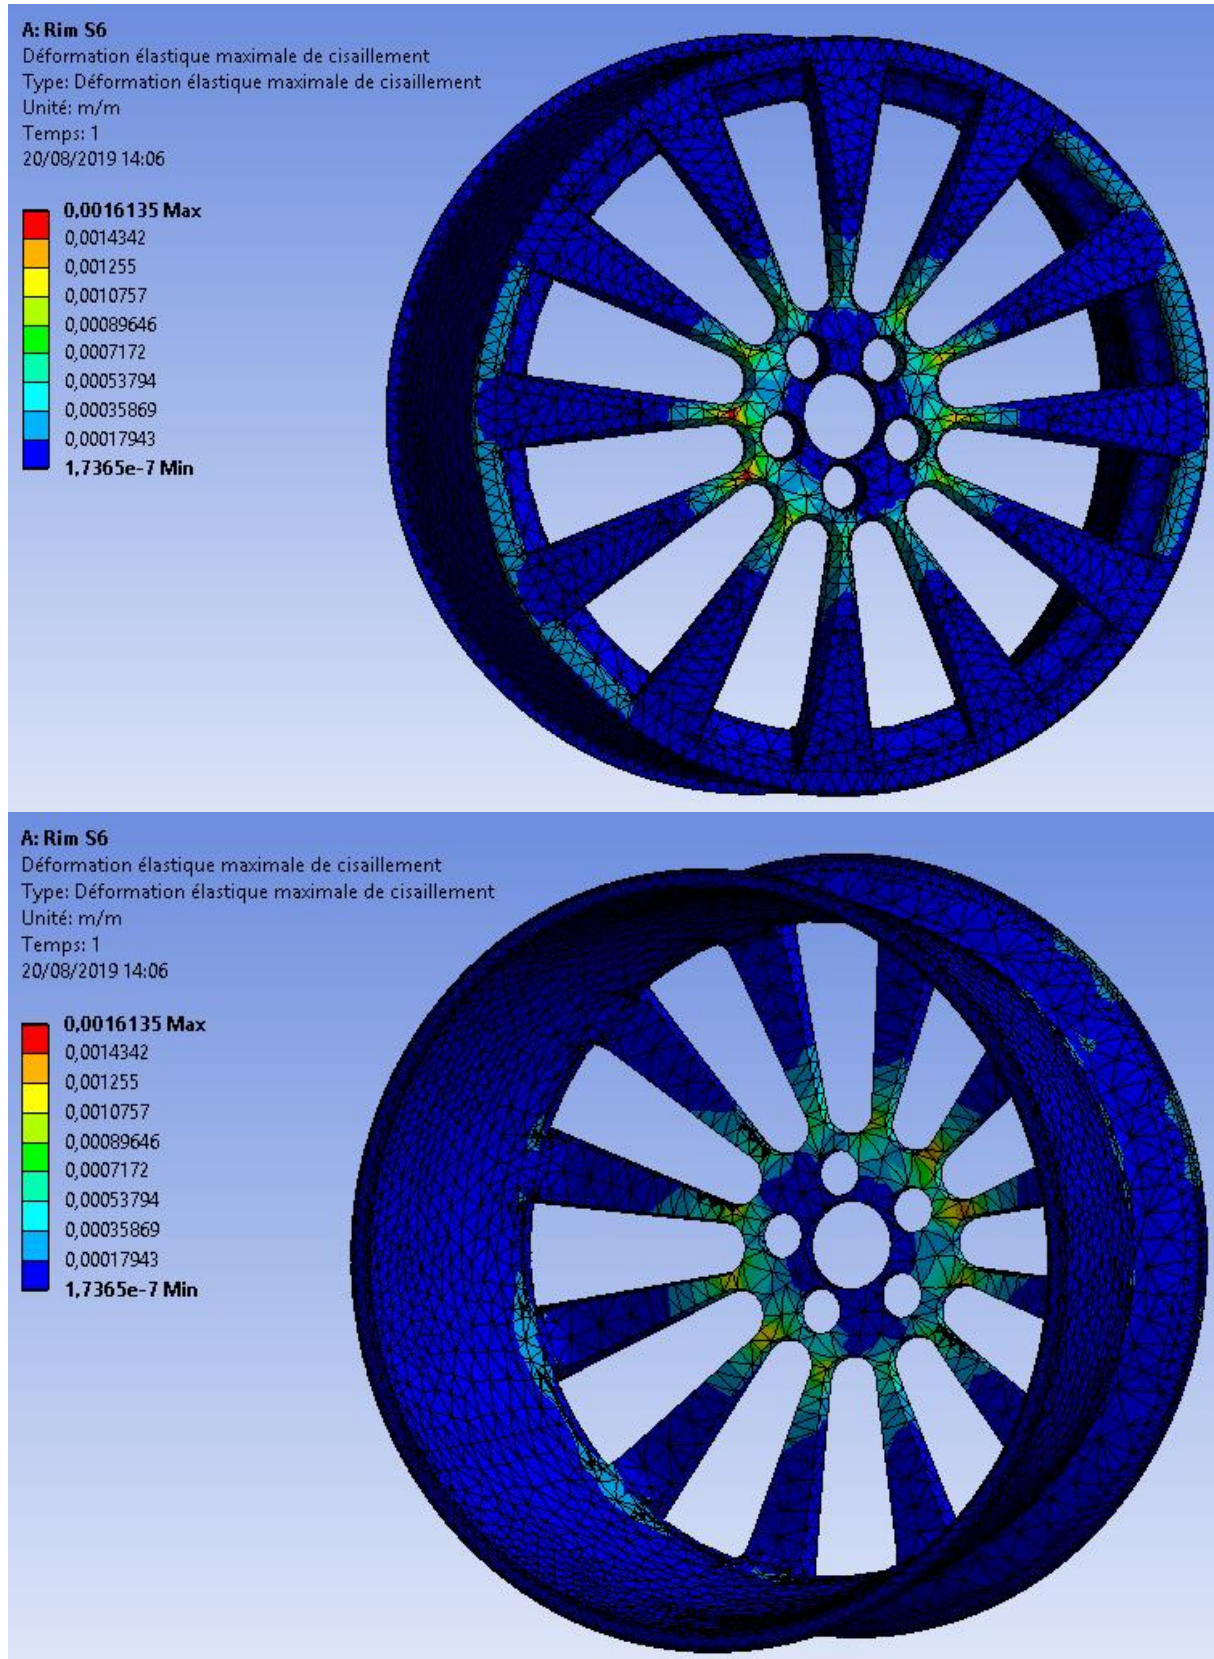 A: Rim S6
Déformation élastique maximale de cisaillement
Type: Déformation élastique maximale de cisaillement
Unité: m/m
Temps: 1
20/08/2019 14:06
0,0016135 Max
0,0014342
0,001255
0,0010757
0,00089646
0,0007172
0,00053794
0,00035869
0,00017943
1,7365e-7 Min
A: Rim S6
Déformation élastique maximale de cisaillement
Type: Déformation élastique maximale de cisaillement
Unité: m/m
Temps: 1
20/08/2019 14:06
0,0016135 Max
0,0014342
0,001255
0,0010757
0,00089646
0,0007172
0,00053794
0,00035869
0,00017943
1,7365e-7 Min